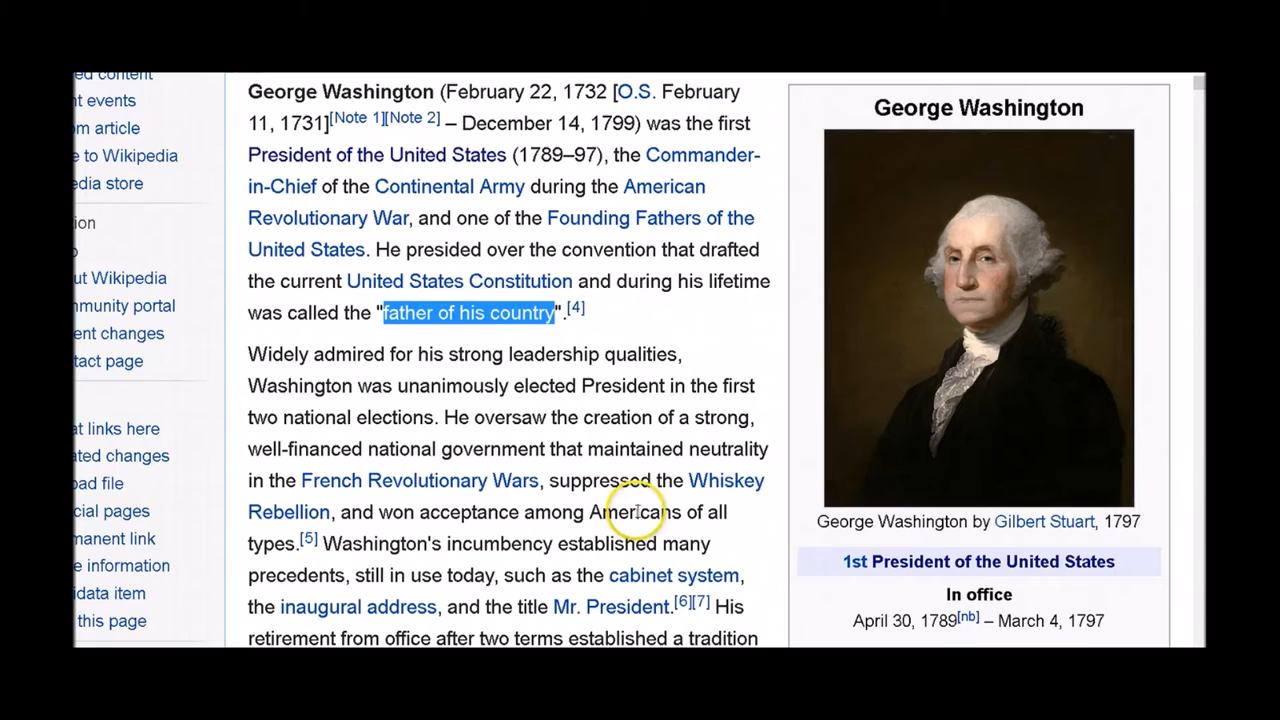 ed content
nt events
om article
e to Wikipedia
edia store
ion
ut Wikipedia
mmunity portal
ent changes
tact page
at links here
ated changes
oad file
cial pages
manent link
e information
idata item
this page
George Washington (February 22, 1732 [O.S. February
11, 1731][Note 1][Note 2] – December 14, 1799) was the first
President of the United States (1789–97), the Commander-
in-Chief of the Continental Army during the American
Revolutionary War, and one of the Founding Fathers of the
United States. He presided over the convention that drafted
the current United States Constitution and during his lifetime
was called the "father of his country".[4]
Widely admired for his strong leadership qualities,
Washington was unanimously elected President in the first
two national elections. He oversaw the creation of a strong,
well-financed national government that maintained neutrality
in the French Revolutionary Wars, suppressed the Whiskey
Rebellion, and won acceptance among Americans of all
types.[5] Washington's incumbency established many
precedents, still in use today, such as the cabinet system,
the inaugural address, and the title Mr. President.[6][7] His
retirement from office after two terms established a tradition
George Washington
George Washington by Gilbert Stuart, 1797
1st President of the United States
In office
April 30, 1789[nb] – March 4, 1797